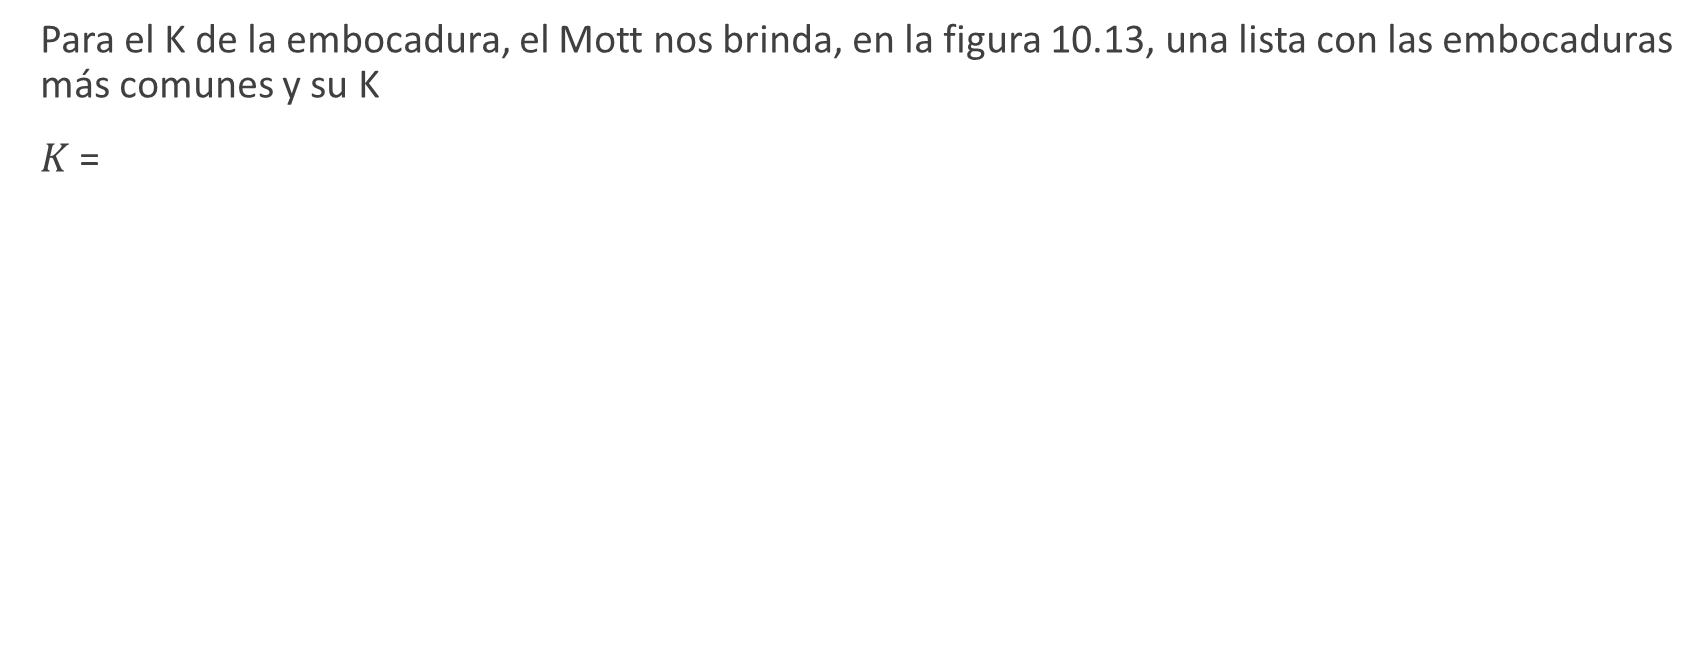 Para el K de la embocadura, el Mott nos brinda, en la figura 10.13, una lista con las embocaduras
más comunes y su K
K =